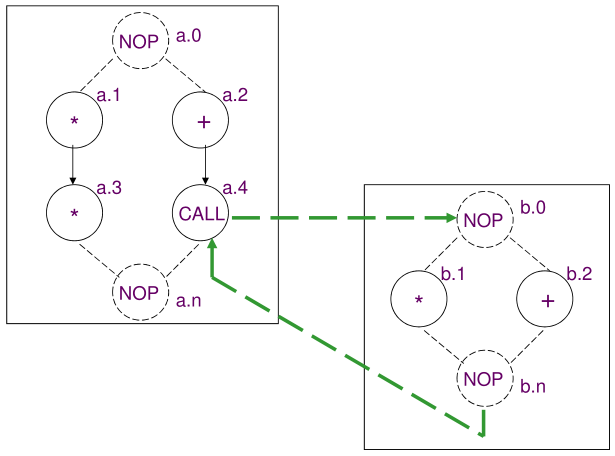 NOP a.0
a.1 a.2
* +
a.3 a.4
* CALL
NOP a.n
b.0
NOP
b.1 b.2
* +
NOP b.n